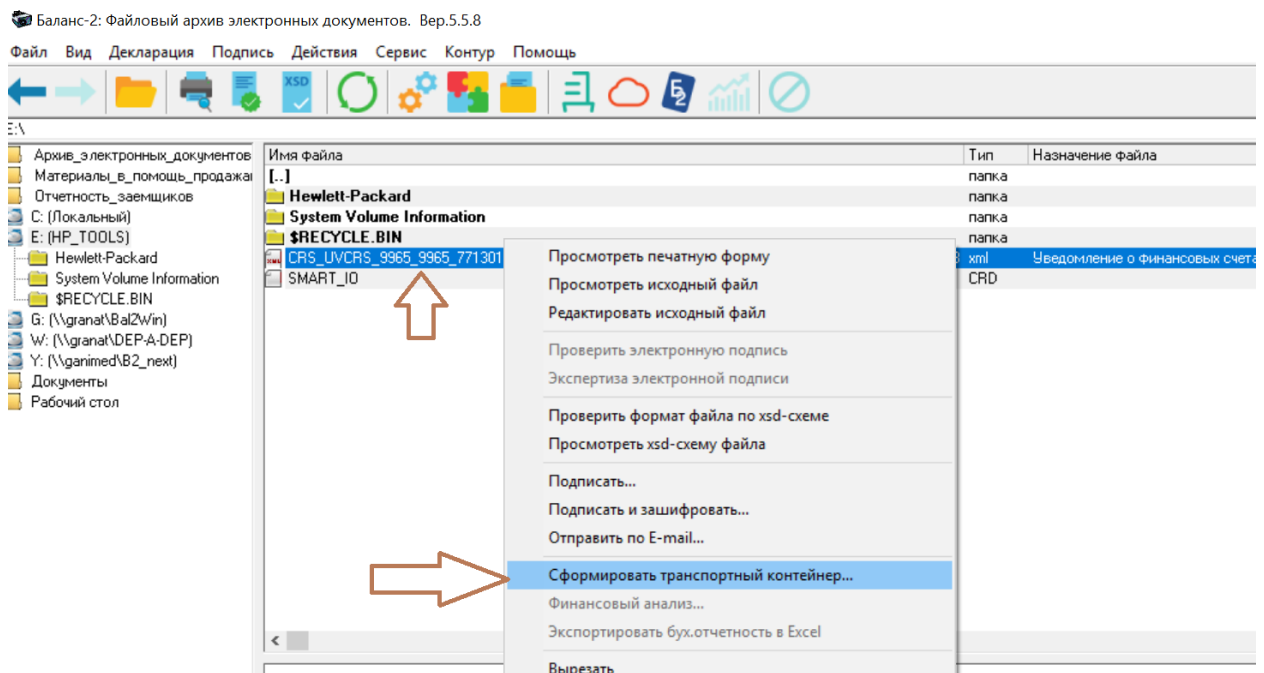 Баланс-2: Файловый архив электронных документов. Вер.5.5.8
Файл Вид Декларация Подпись Действия Сервис Контур Помощь
XSD
Б2
E:\
Архив_электронных_документов
Материалы_в_помощь_продажа
Отчетность_заемщиков
C: (Локальный)
E: (HP_TOOLS)
Hewlett-Packard
System Volume Information
$RECYCLE.BIN
G: (\\granat\Bal2Win)
W: (\\granat\DEP-A-DEP)
Y: (\\ganimed\B2_next)
Документы
Рабочий стол
Имя файла Тип Назначение файла
[..] папка
Hewlett-Packard папка
System Volume Information папка
$RECYCLE.BIN папка
CRS_UVCRS_9965_9965_771301 xml Уведомление о финансовых счета
SMART_IO CRD
Просмотреть печатную форму
Просмотреть исходный файл
Редактировать исходный файл
Проверить электронную подпись
Экспертиза электронной подписи
Проверить формат файла по xsd-схеме
Просмотреть xsd-схему файла
Подписать...
Подписать и зашифровать...
Отправить по E-mail...
Сформировать транспортный контейнер...
Финансовый анализ...
Экспортировать бух.отчетность в Excel
Вырезать